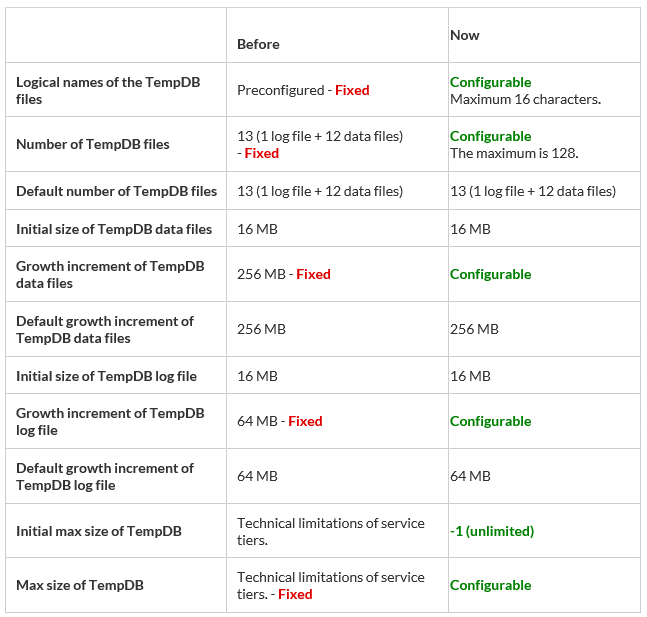 Before
Now
Logical names of the TempDB
files
Preconfigured - Fixed
Configurable
Maximum 16 characters.
Number of TempDB files
13 (1 log file + 12 data files)
- Fixed
Configurable
The maximum is 128.
Default number of TempDB files
13 (1 log file + 12 data files)
13 (1 log file + 12 data files)
Initial size of TempDB data files
16 MB
16 MB
Growth increment of TempDB
data files
256 MB - Fixed
Configurable
Default growth increment of
TempDB data files
256 MB
256 MB
Initial size of TempDB log file
16 MB
16 MB
Growth increment of TempDB
log file
64 MB - Fixed
Configurable
Default growth increment of
TempDB log file
64 MB
64 MB
Initial max size of TempDB
Technical limitations of service
tiers.
-1 (unlimited)
Max size of TempDB
Technical limitations of service
tiers. - Fixed
Configurable